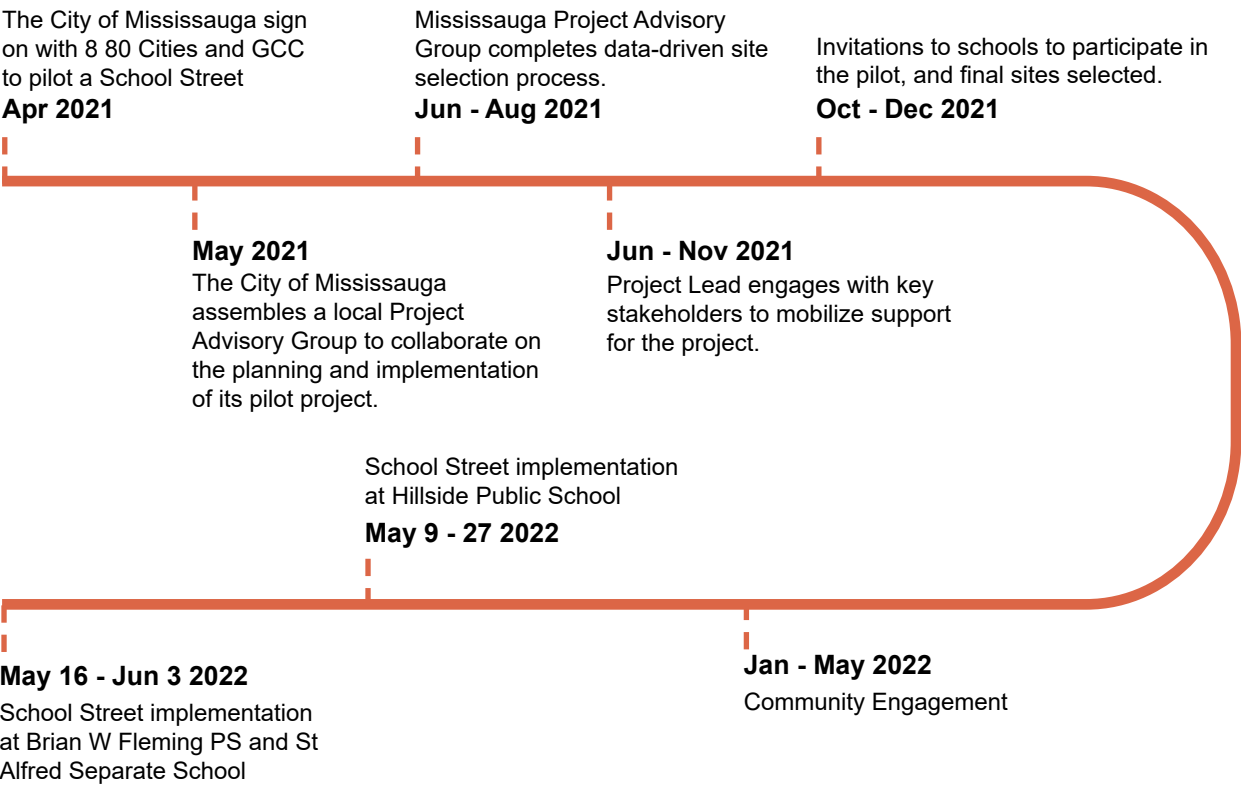 The City of Mississauga sign
on with 8 80 Cities and GCC
to pilot a School Street
Apr 2021
Mississauga Project Advisory
Group completes data-driven site
selection process.
Jun - Aug 2021
Invitations to schools to participate in
the pilot, and final sites selected.
Oct - Dec 2021
May 2021
The City of Mississauga
assembles a local Project
Advisory Group to collaborate on
the planning and implementation
of its pilot project.
Jun - Nov 2021
Project Lead engages with key
stakeholders to mobilize support
for the project.
School Street implementation
at Hillside Public School
May 9 - 27 2022
Jan - May 2022
Community Engagement
May 16 - Jun 3 2022
School Street implementation
at Brian W Fleming PS and St
Alfred Separate School